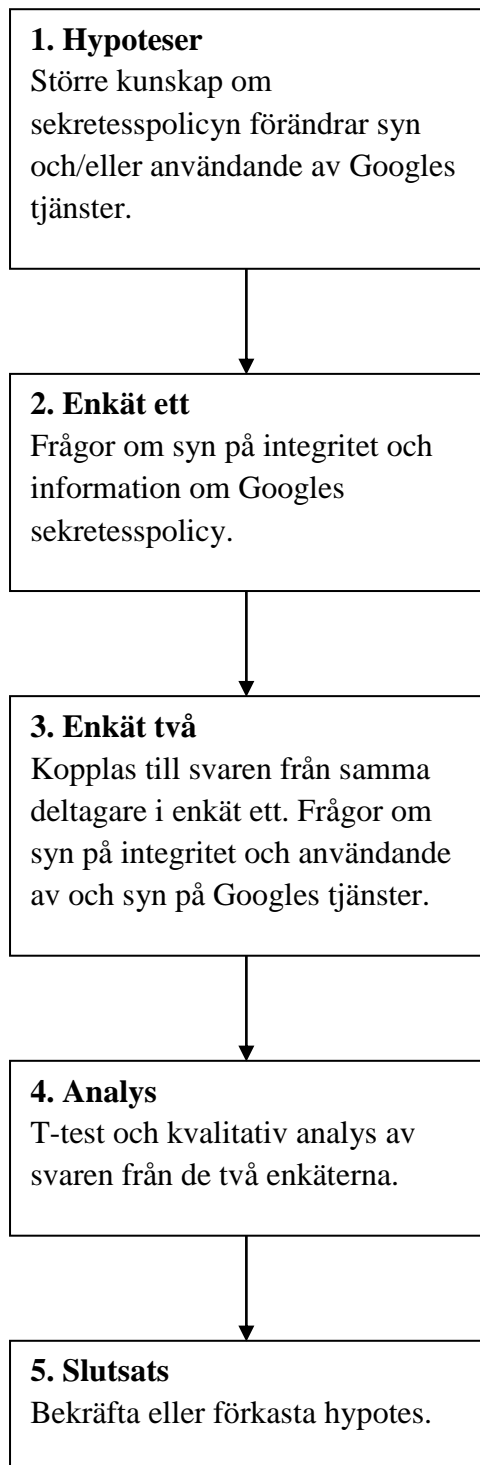 1. Hypoteser
Större kunskap om
sekretesspolicyn förändrar syn
och/eller användande av Googles
tjänster.
2. Enkät ett
Frågor om syn på integritet och
information om Googles
sekretesspolicy.
3. Enkät två
Kopplas till svaren från samma
deltagare i enkät ett. Frågor om
syn på integritet och användande
av och syn på Googles tjänster.
4. Analys
T-test och kvalitativ analys av
svaren från de två enkäterna.
5. Slutsats
Bekräfta eller förkasta hypotes.